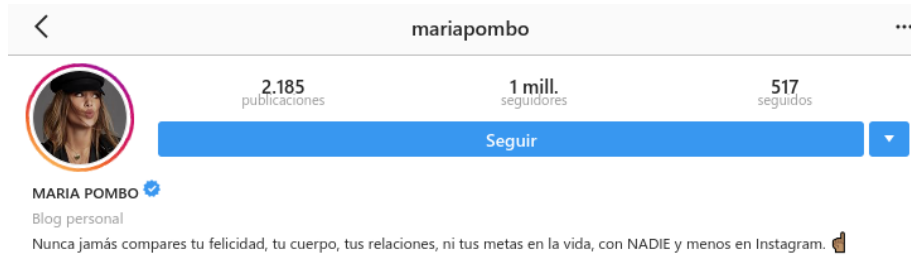 mariapombo
2.185 1 mill. 517
publicaciones seguidores seguidos
Seguir
MARIA POMBO
Blog personal
Nunca jamás compares tu felicidad, tu cuerpo, tus relaciones, ni tus metas en la vida, con NADIE y menos en Instagram. ☝🏾